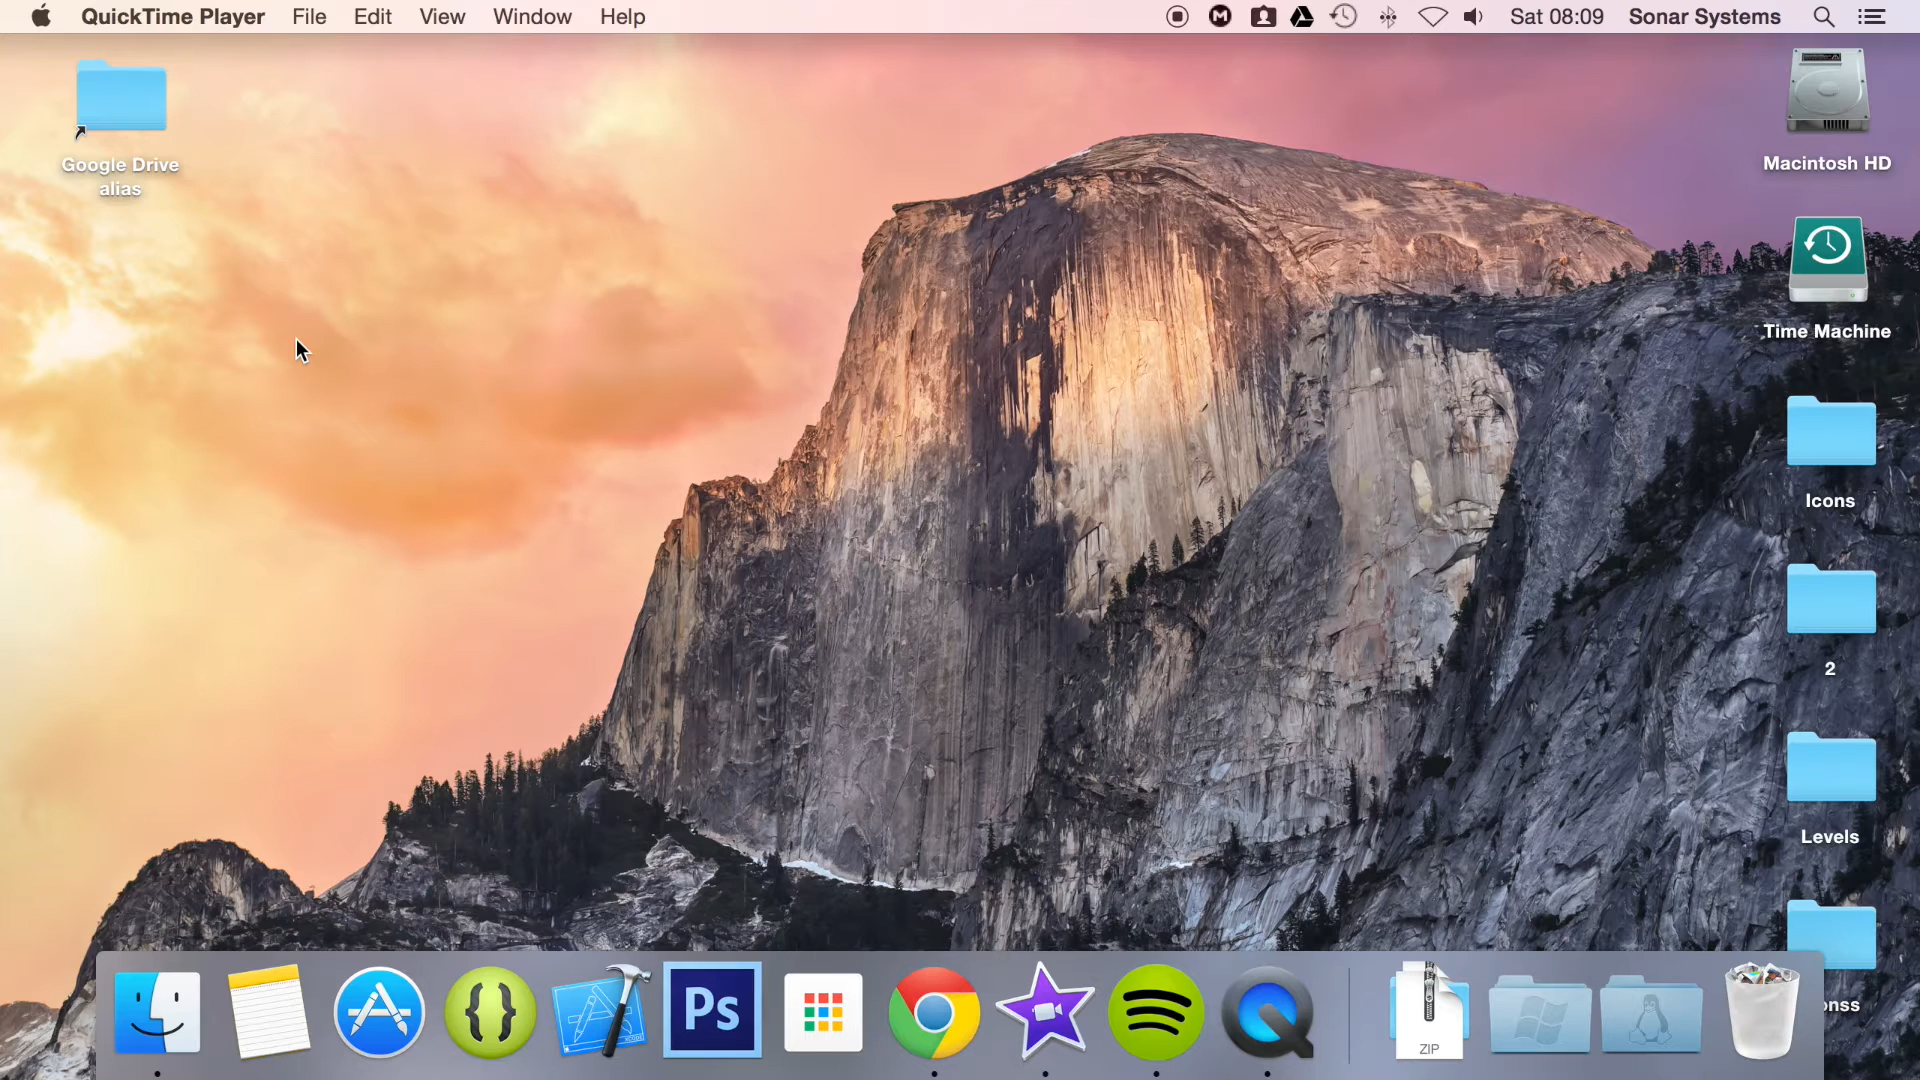 QuickTime Player File Edit View Window Help Sat 08:09 Sonar Systems
Google Drive
alias
Macintosh HD
Time Machine
Icons
2
Levels
Ps
ZIP